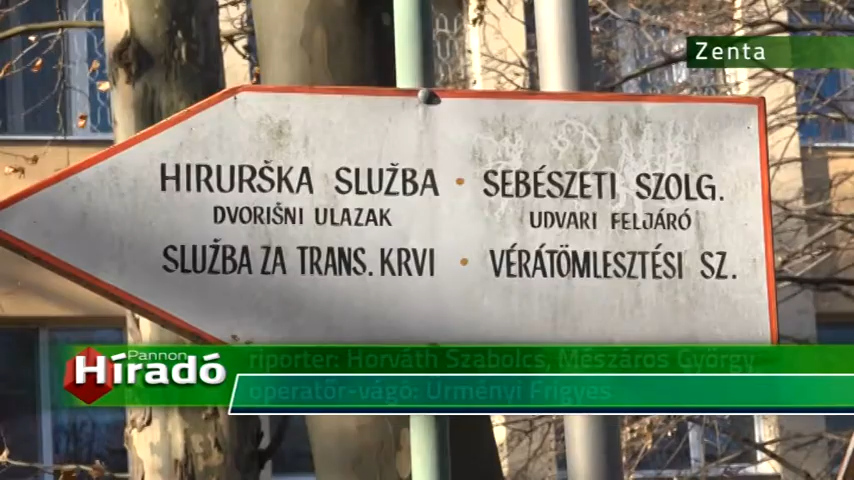 Zenta
HIRURŠKA SLUŽBA • SEBÉSZETI SZOLG.
DVORIŠNI ULAZAK UDVARI FELJÁRÓ
SLUŽBA ZA TRANS. KRVI • VÉRÁTÖMLESZTÉSI SZ.
Pannon
Híradó
riporter: Horváth Szabolcs, Mészáros György
operatőr-vágó: Ürményi Frigyes